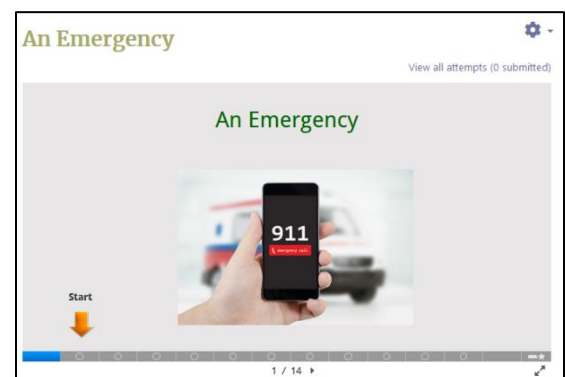 An Emergency
View all attempts (0 submitted)
An Emergency
911
emergency call
Start
1 / 14